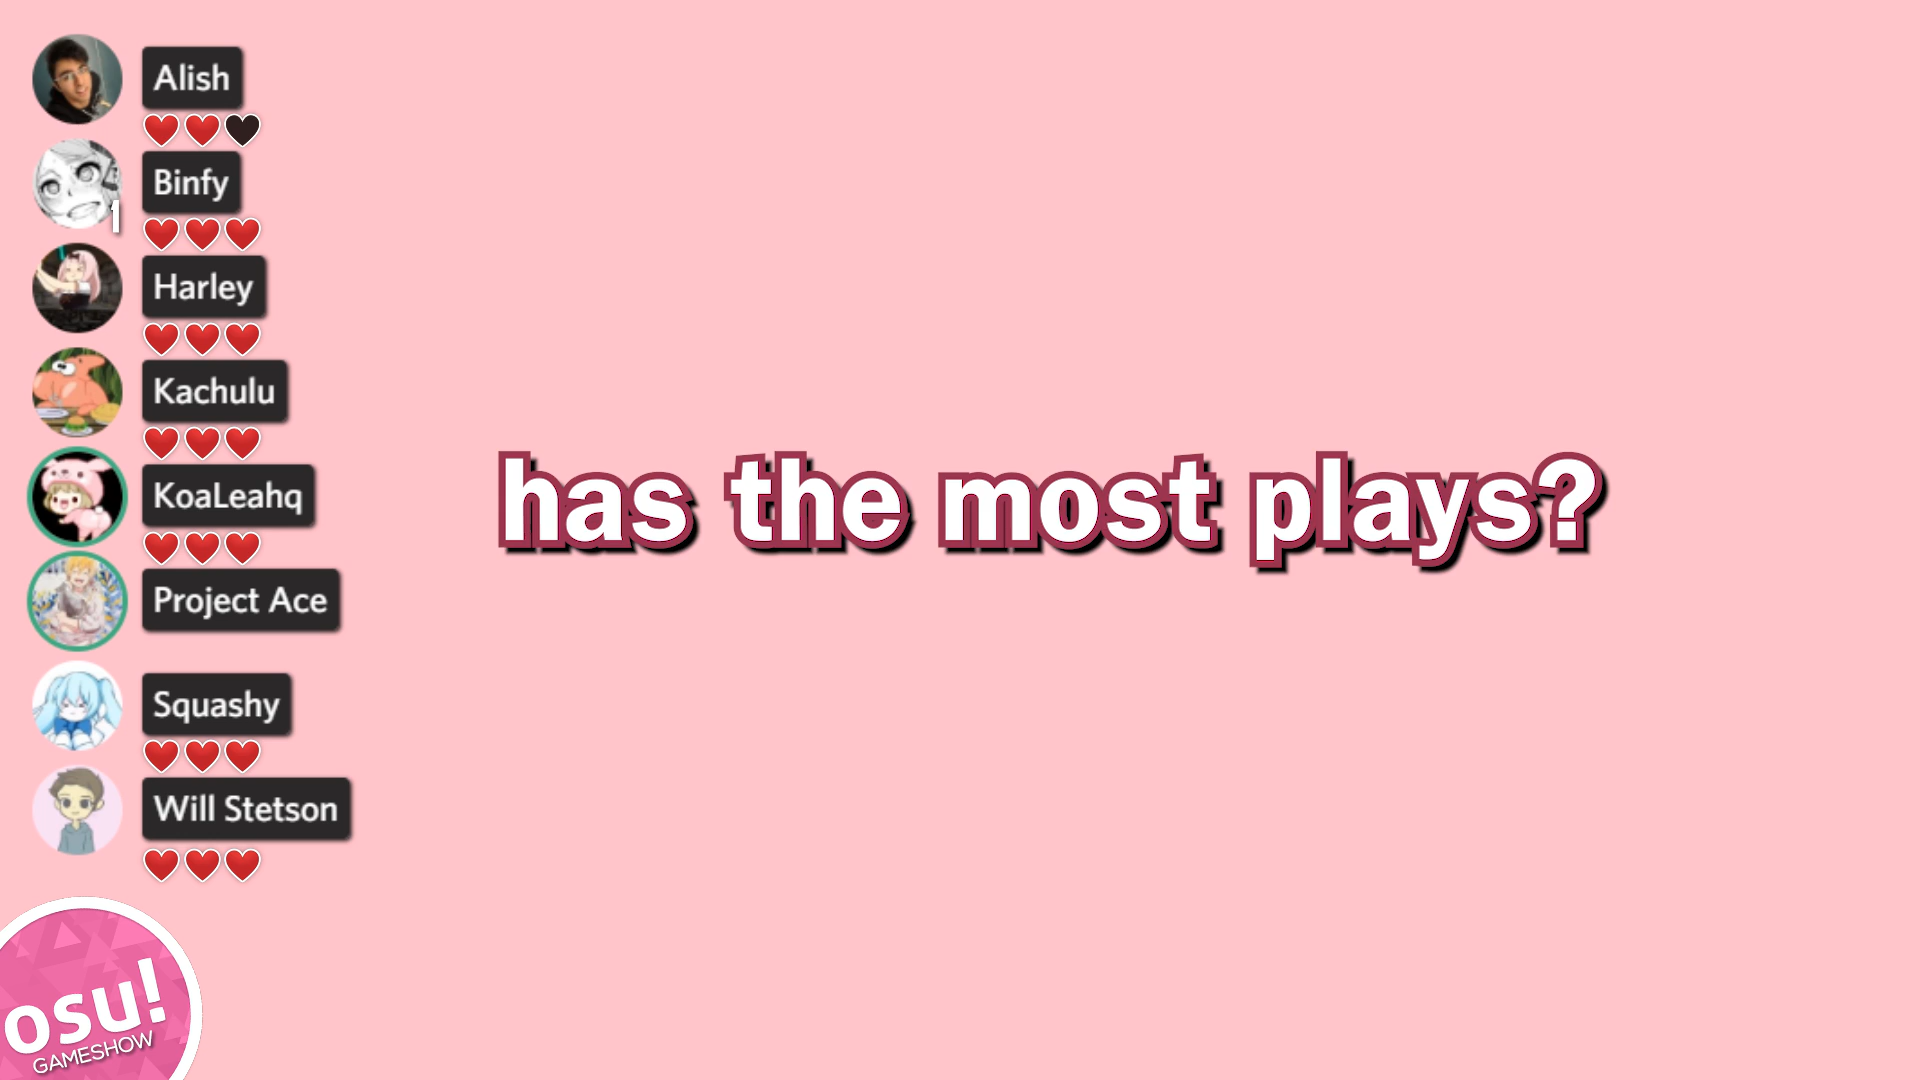 Alish
Binfy
1
Harley
Kachulu
KoaLeahq
Project Ace
Squashy
Will Stetson
has the most plays?
osu!
GAMESHOW